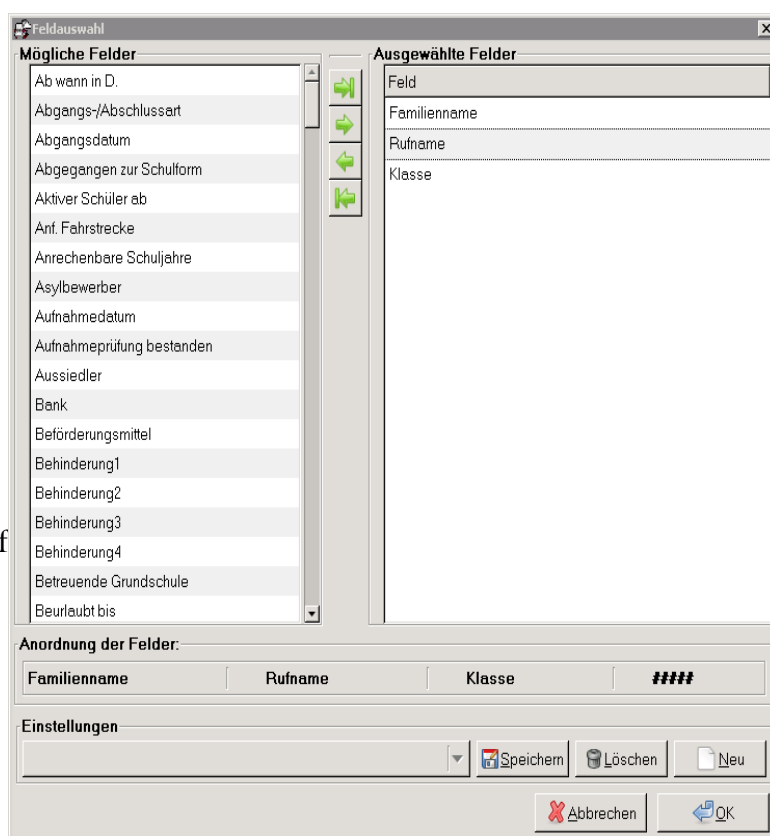 Feldauswahl
Mögliche Felder
Ab wann in D.
Abgangs-/Abschlussart
Abgangsdatum
Abgegangen zur Schulform
Aktiver Schüler ab
Anf. Fahrstrecke
Anrechenbare Schuljahre
Asylbewerber
Aufnahmedatum
Aufnahmeprüfung bestanden
Aussiedler
Bank
Beförderungsmittel
Behinderung1
Behinderung2
Behinderung3
Behinderung4
Betreuende Grundschule
Beurlaubt bis
Ausgewählte Felder
Feld
Familienname
Rufname
Klasse
f
Anordnung der Felder:
Familienname Rufname Klasse #####
Einstellungen
Speichern Löschen Neu
Abbrechen OK